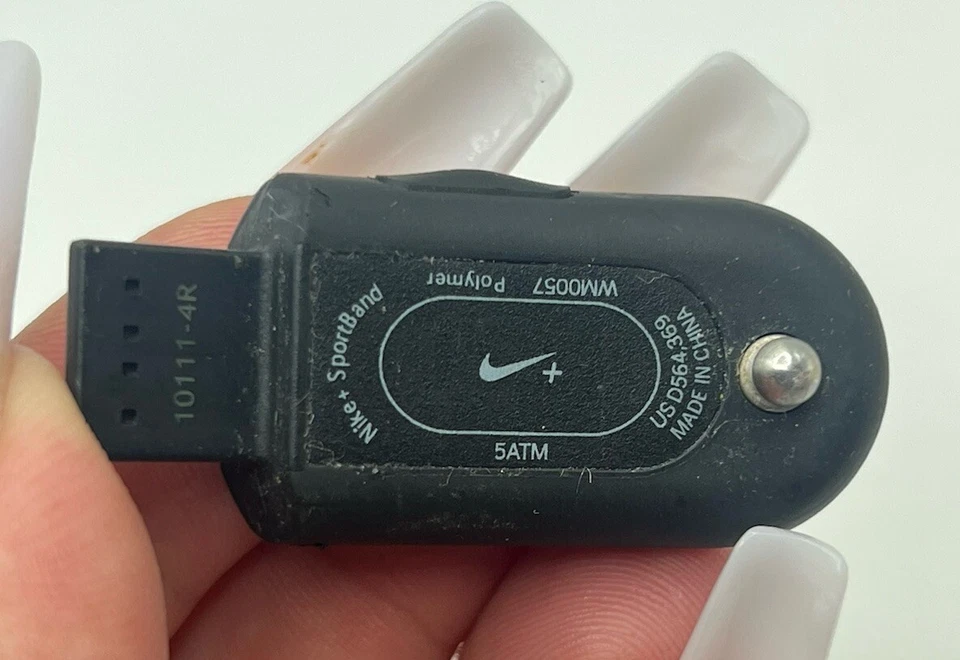 10111-4R
Nike+ SportBand
WM0057 Polymer
US D564,369
MADE IN CHINA
+
5ATM